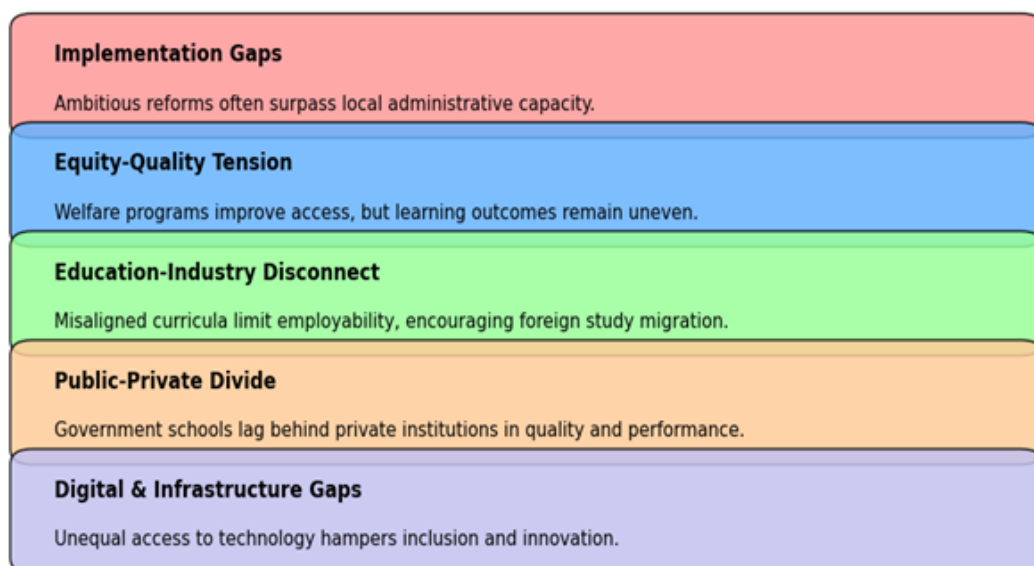 Implementation Gaps
Ambitious reforms often surpass local administrative capacity.
Equity-Quality Tension
Welfare programs improve access, but learning outcomes remain uneven.
Education-Industry Disconnect
Misaligned curricula limit employability, encouraging foreign study migration.
Public-Private Divide
Government schools lag behind private institutions in quality and performance.
Digital & Infrastructure Gaps
Unequal access to technology hampers inclusion and innovation.